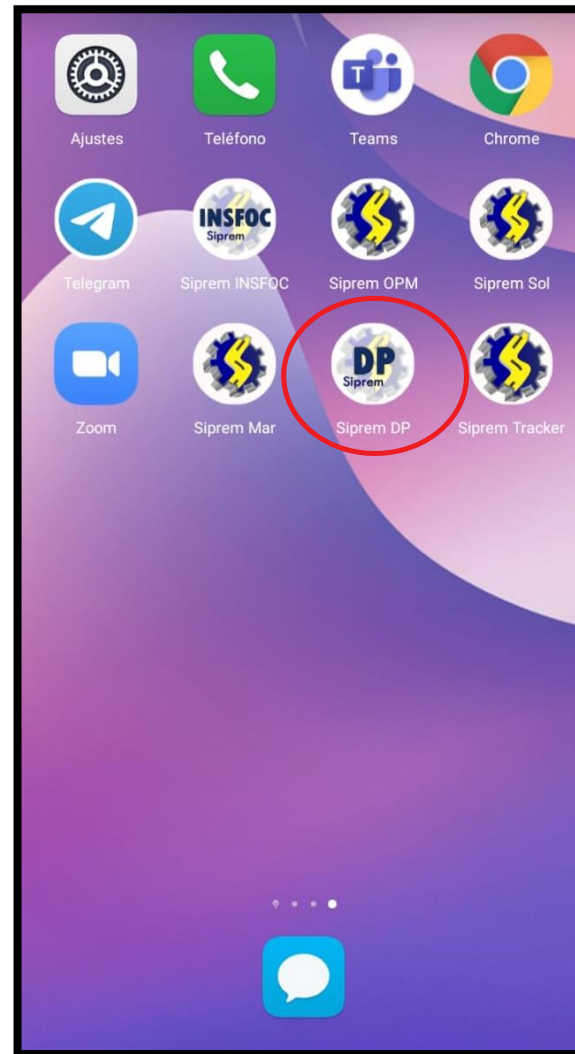 Ajustes Teléfono Teams Chrome
INSFOC
Siprem
Telegram Siprem INSFOC Siprem OPM Siprem Sol
DP
Siprem
Zoom Siprem Mar Siprem DP Siprem Tracker